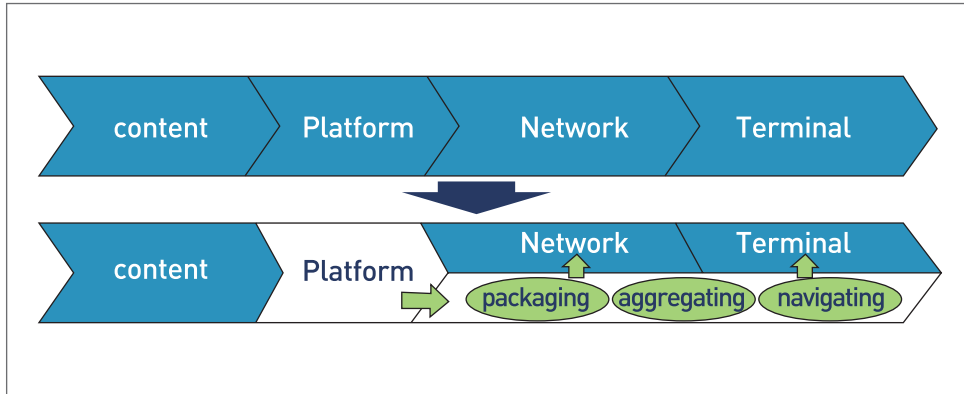 content Platform Network Terminal
Network Terminal
content Platform
packaging aggregating navigating